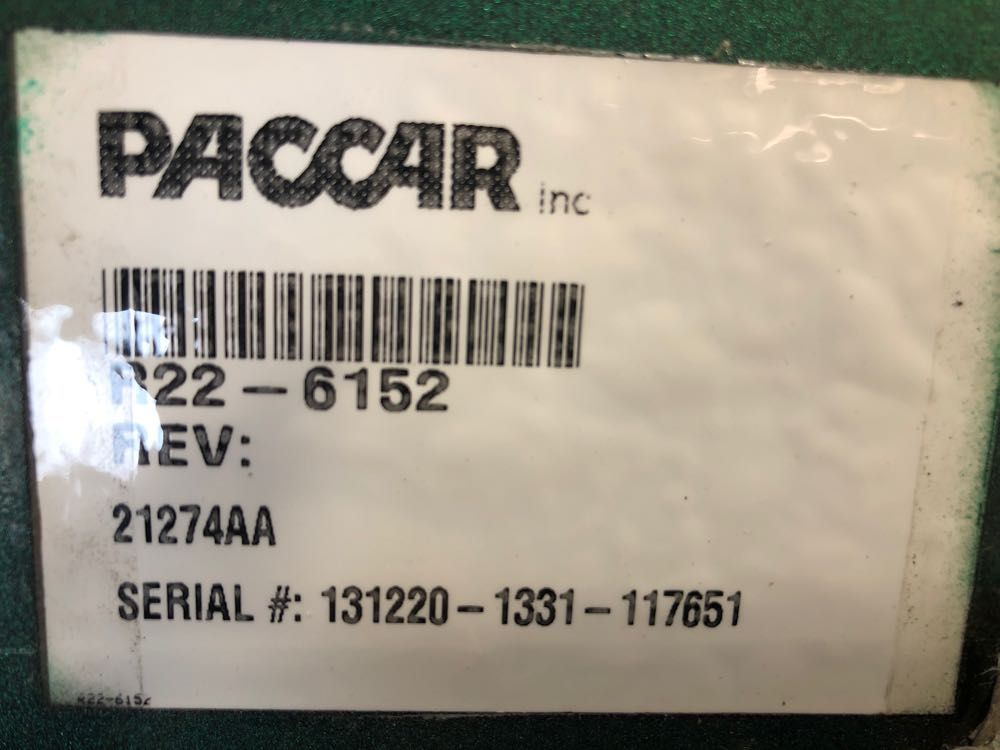 PACCAR inc
R22-6152
REV:
21274AA
SERIAL #: 131220-1331-117651
R22-6152